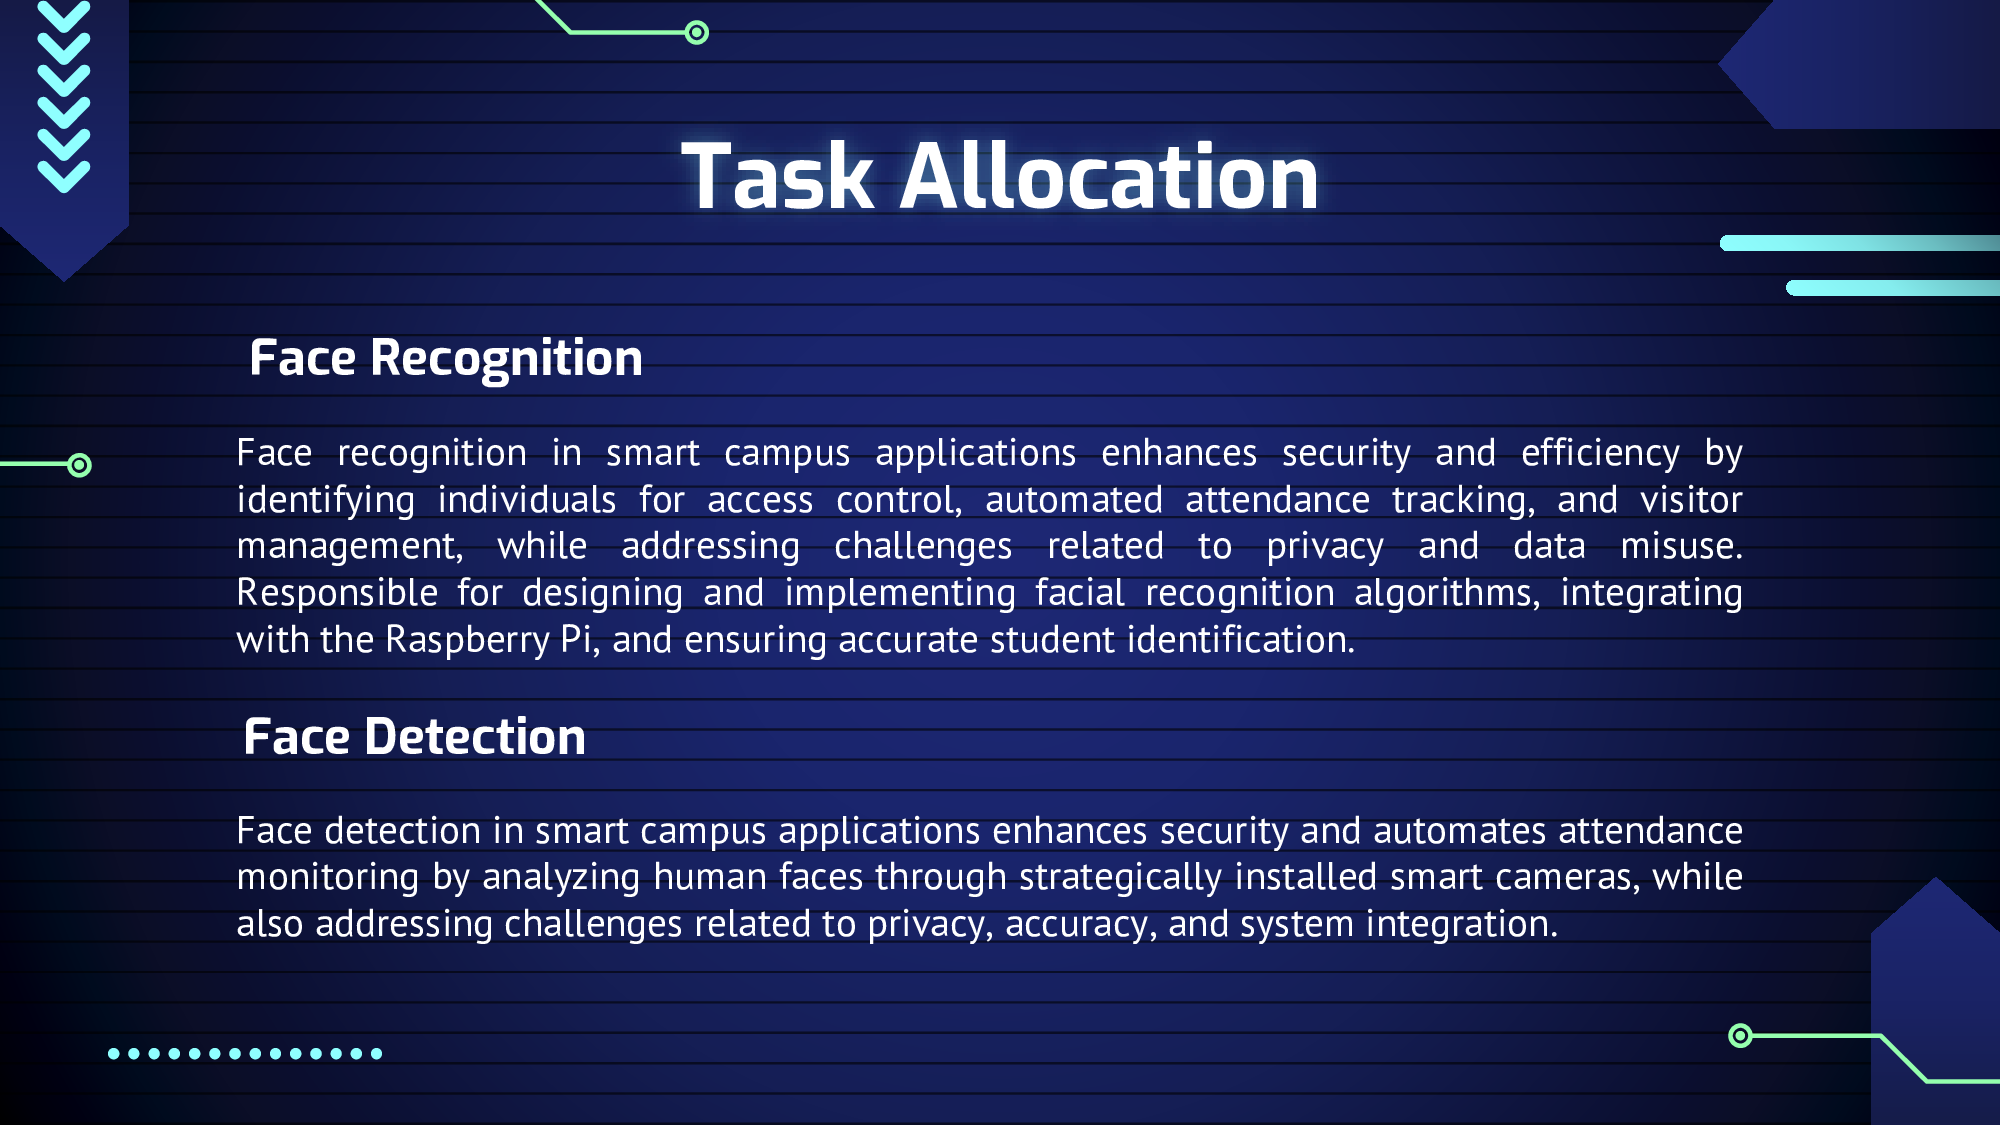 Task Allocation
Face Recognition
Face recognition in smart campus applications enhances security and efficiency by
identifying individuals for access control, automated attendance tracking, and visitor
management, while addressing challenges related to privacy and data misuse.
Responsible for designing and implementing facial recognition algorithms, integrating
with the Raspberry Pi, and ensuring accurate student identification.
Face Detection
Face detection in smart campus applications enhances security and automates attendance
monitoring by analyzing human faces through strategically installed smart cameras, while
also addressing challenges related to privacy, accuracy, and system integration.